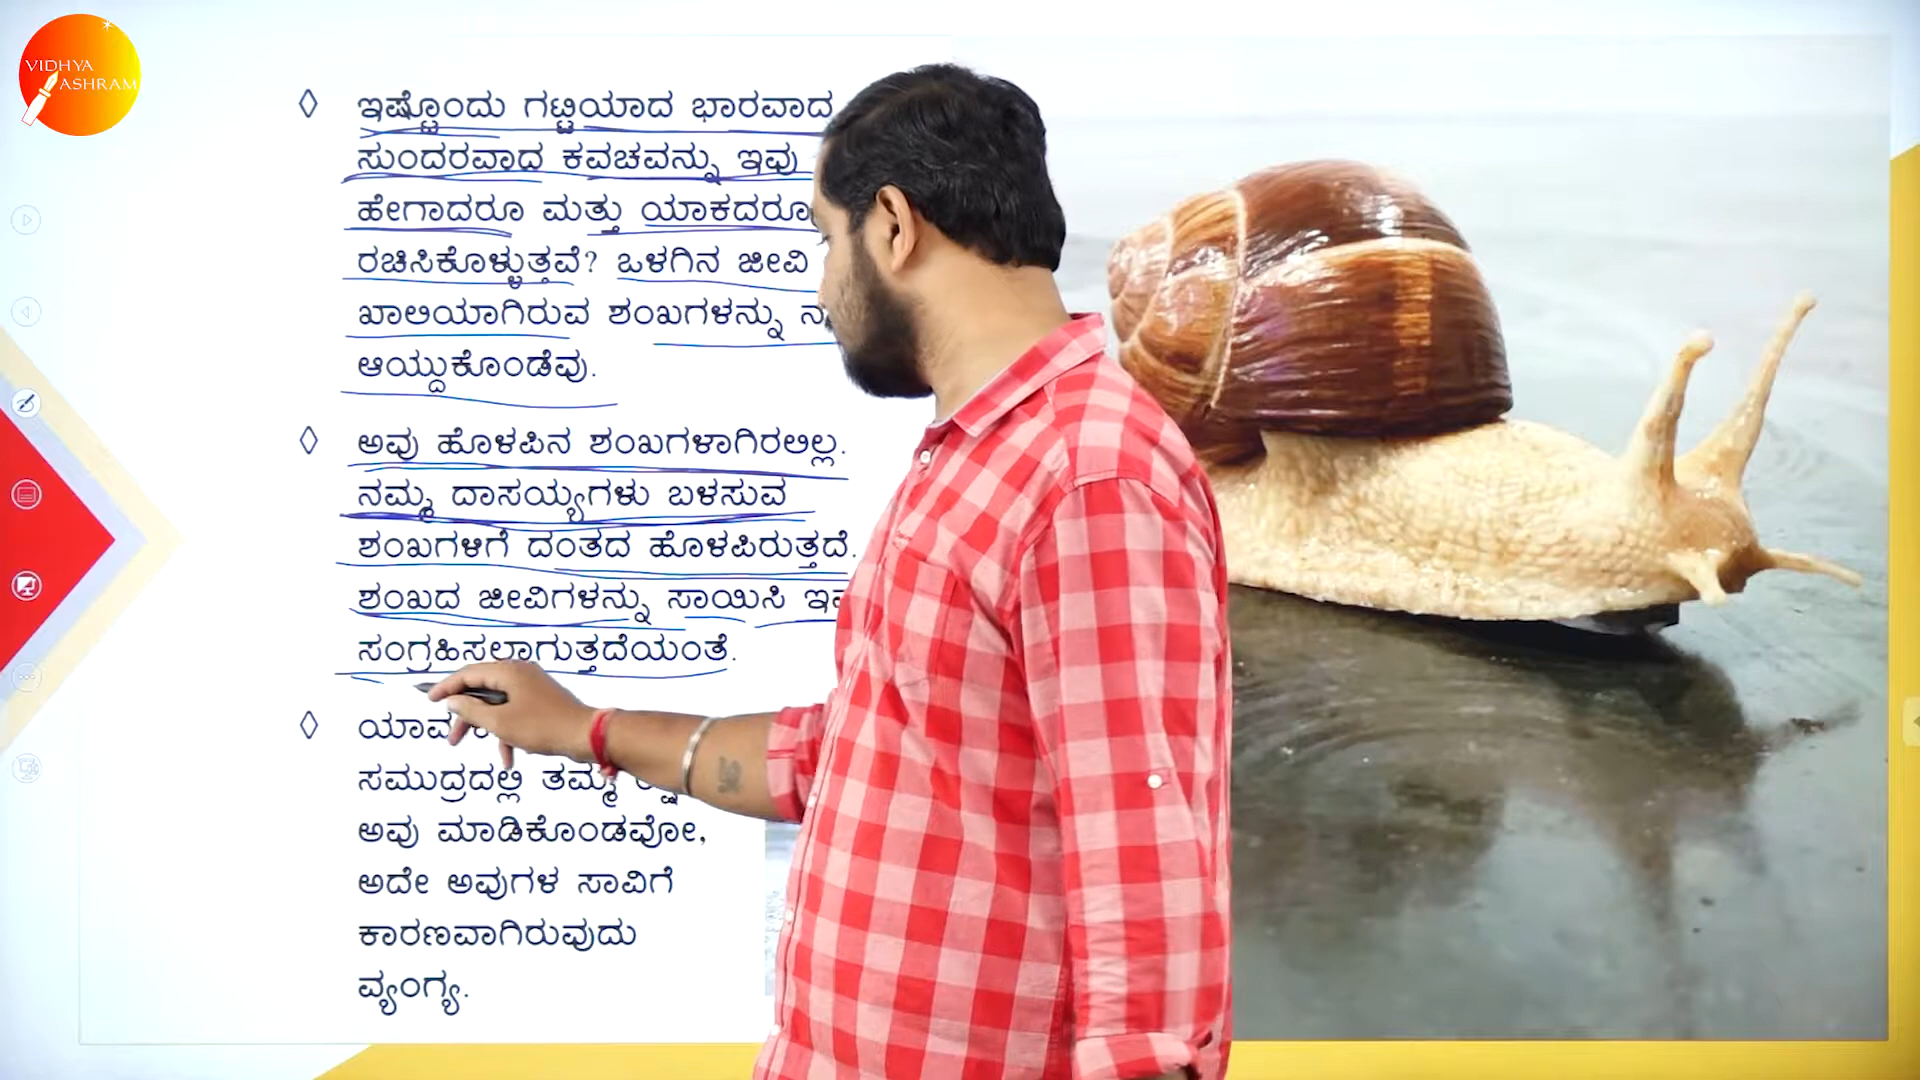 VIDHYA
ASHRAM
ಇಷ್ಟೊಂದು ಗಟ್ಟಿಯಾದ ಭಾರವಾದ
ಸುಂದರವಾದ ಕವಚವನ್ನು ಇವು
ಹೇಗಾದರೂ ಮತ್ತು ಯಾಕದರೂ
ರಚಿಸಿಕೊಳ್ಳುತ್ತವೆ? ಒಳಗಿನ ಜೀವಿ
ಖಾಲಿಯಾಗಿರುವ ಶಂಖಗಳನ್ನು
ಆಯ್ದುಕೊಂಡೆವು.
ಅವು ಹೊಳಪಿನ ಶಂಖಗಳಾಗಿರಲಿಲ್ಲ.
ನಮ್ಮ ದಾಸಯ್ಯಗಳು ಬಳಸುವ
ಶಂಖಗಳಿಗೆ ದಂತದ ಹೊಳಪಿರುತ್ತದೆ.
ಶಂಖದ ಜೀವಿಗಳನ್ನು ಸಾಯಿಸಿ
ಸಂಗ್ರಹಿಸಲಾಗುತ್ತದೆಯಂತೆ.
ಸಮುದ್ರದಲ್ಲಿ ತಮ್ಮ
ಅವು ಮಾಡಿಕೊಂಡವೋ,
ಅದೇ ಅವುಗಳ ಸಾವಿಗೆ
ಕಾರಣವಾಗಿರುವುದು
ವ್ಯಂಗ್ಯ.